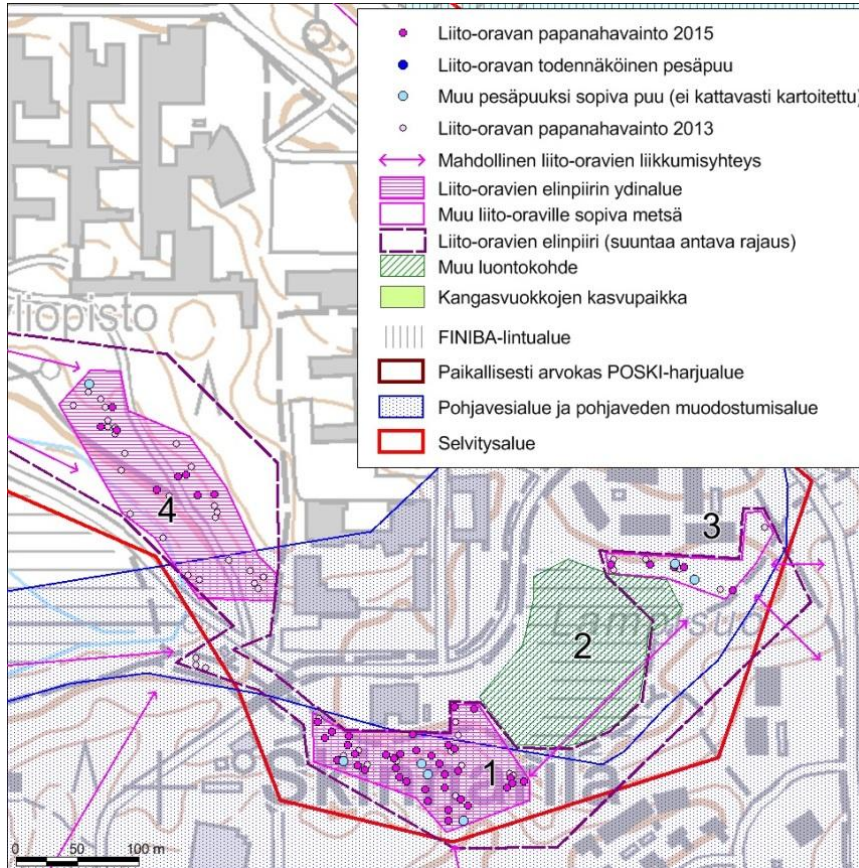 Liito-oravan papanahavainto 2015
Liito-oravan todennäköinen pesäpuu
Muu pesäpuuksi sopiva puu (ei kattavasti kartoitettu)
Liito-oravan papanahavainto 2013
Mahdollinen liito-oravien liikkumisyhteys
Liito-oravien elinpiirin ydinalue
Muu liito-oraville sopiva metsä
Liito-oravien elinpiiri (suuntaa antava rajaus)
Muu luontokohde
Kangasvuokkojen kasvupaikka
FINIBA-lintualue
Paikallisesti arvokas POSKI-harjualue
Pohjavesialue ja pohjaveden muodostumisalue
Selvitysalue
yliopisto
4
3
2
1
0 50 100 m